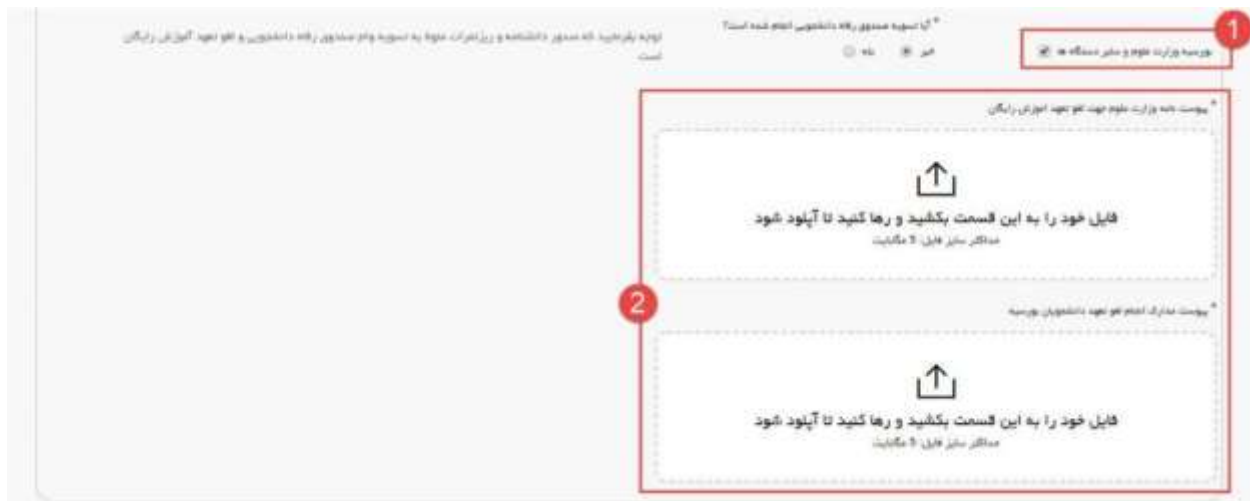 1
* آیا تسویه صندوق رفاه دانشجویی انجام شده است؟
بورسیه وزارت علوم و سایر دستگاه ها
خیر بله
توجه بفرمایید که صدور دانشنامه و ریزنمرات منوط به تسویه وام صندوق رفاه دانشجویی و لغو تعهد آموزش رایگان
است
* پیوست نامه وزارت علوم جهت لغو تعهد آموزش رایگان
فایل خود را به این قسمت بکشید و رها کنید تا آپلود شود
حداکثر سایز فایل: 5 مگابایت
2
* پیوست مدارک انجام لغو تعهد دانشجویان بورسیه
فایل خود را به این قسمت بکشید و رها کنید تا آپلود شود
حداکثر سایز فایل: 5 مگابایت